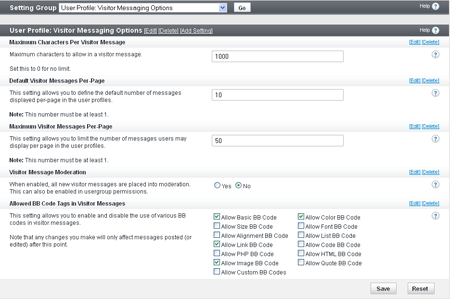 Setting Group User Profile: Visitor Messaging Options Go Help
User Profile: Visitor Messaging Options [Edit] [Delete] [Add Setting] Help
Maximum Characters Per Visitor Message [Edit] [Delete]
Maximum characters to allow in a visitor message. 1000
Set this to 0 for no limit.
Default Visitor Messages Per-Page [Edit] [Delete]
This setting allows you to define the default number of messages 10
displayed per-page in the user profiles.
Note: This number must be at least 1.
Maximum Visitor Messages Per-Page [Edit] [Delete]
This setting allows you to limit the number of messages users may 50
display per page in the user profiles.
Note: This number must be at least 1.
Visitor Message Moderation [Edit] [Delete]
When enabled, all new visitor messages are placed into moderation. Yes No
This can also be enabled in usergroup permissions.
Allowed BB Code Tags in Visitor Messages [Edit] [Delete]
This setting allows you to enable and disable the use of various BB
codes in visitor messages.
Note that any changes you make will only affect messages posted (or
edited) after this point.
Allow Basic BB Code Allow Color BB Code
Allow Size BB Code Allow Font BB Code
Allow Alignment BB Code Allow List BB Code
Allow Link BB Code Allow Code BB Code
Allow PHP BB Code Allow HTML BB Code
Allow Image BB Code Allow Quote BB Code
Allow Custom BB Codes
Save Reset